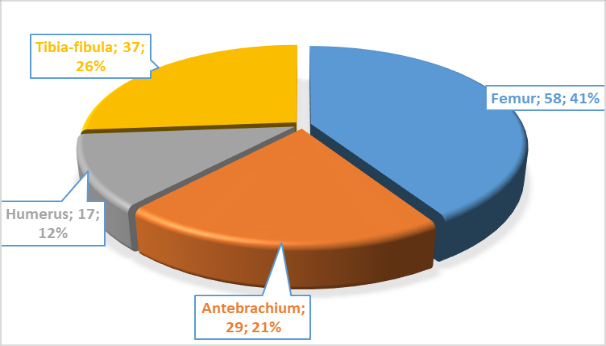 Tibia-fibula; 37;
26%
Femur; 58; 41%
Humerus; 17;
12%
Antebrachium;
29; 21%